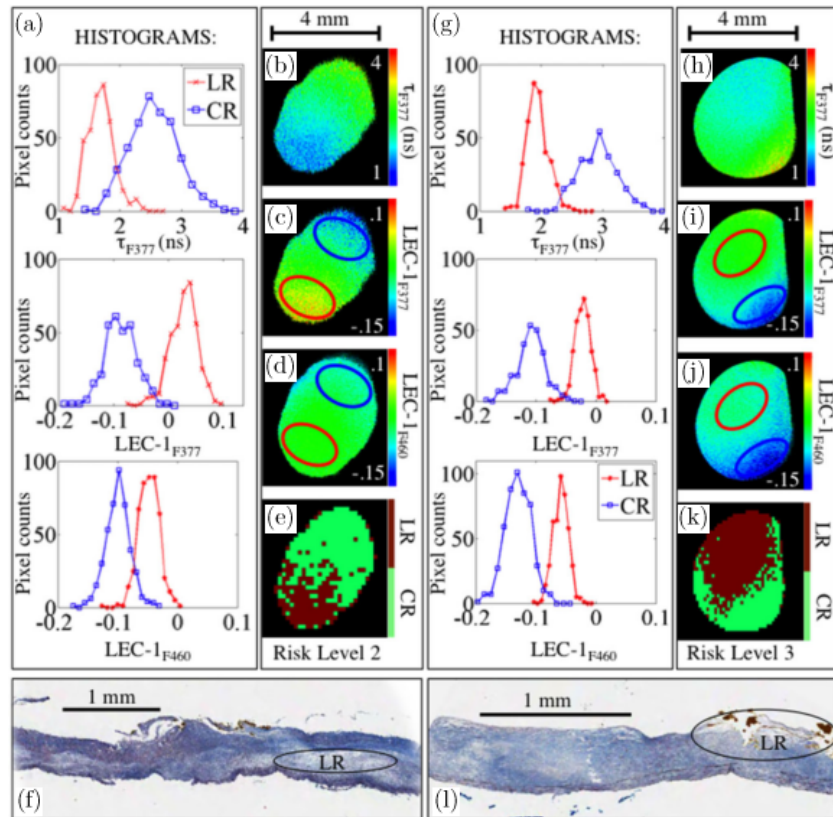 (a)
HISTOGRAMS:
Pixel counts
100
50
0
LR
CR
1 2 3 4
τF377 (ns)
Pixel counts
100
50
0
-0.2 -0.1 0 0.1
LEC-1F377
Pixel counts
100
50
0
-0.2 -0.1 0 0.1
LEC-1F460
4 mm
(b)
4
1
τF377 (ns)
(c)
.1
-.15
LEC-1F377
(d)
.1
-.15
LEC-1F460
(e)
LR
CR
Risk Level 2
1 mm
LR
(f)
(g)
HISTOGRAMS:
Pixel counts
100
50
0
1 2 3 4
τF377 (ns)
Pixel counts
100
50
0
-0.2 -0.1 0 0.1
LEC-1F377
Pixel counts
100
50
0
LR
CR
-0.2 -0.1 0 0.1
LEC-1F460
4 mm
(h)
4
1
τF377 (ns)
(i)
.1
-.15
LEC-1F377
(j)
.1
-.15
LEC-1F460
(k)
LR
CR
Risk Level 3
1 mm
LR
(l)